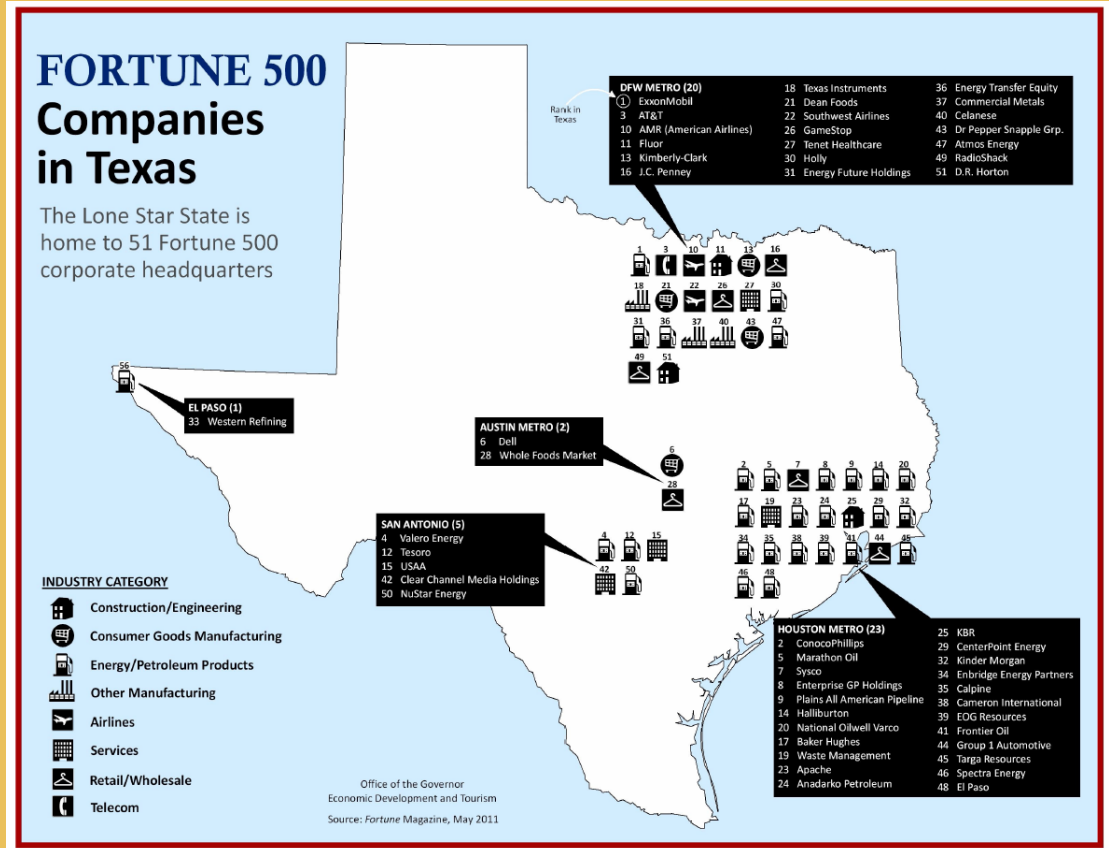 FORTUNE 500
Companies
in Texas
The Lone Star State is
home to 51 Fortune 500
corporate headquarters
Rank in
Texas
DFW METRO (20)
1 ExxonMobil
3 AT&T
10 AMR (American Airlines)
11 Fluor
13 Kimberly-Clark
16 J.C. Penney
18 Texas Instruments
21 Dean Foods
22 Southwest Airlines
26 GameStop
27 Tenet Healthcare
30 Holly
31 Energy Future Holdings
36 Energy Transfer Equity
37 Commercial Metals
40 Celanese
43 Dr Pepper Snapple Grp.
47 Atmos Energy
49 RadioShack
51 D.R. Horton
1 3 10 11 13 16
18 21 22 26 27 30
31 36 37 40 43 47
49 51
56
EL PASO (1)
33 Western Refining
AUSTIN METRO (2)
6 Dell
28 Whole Foods Market
6
28
2 5 7 8 9 14 20
17 19 23 24 25 29 32
34 35 38 39 41 44 45
46 48
SAN ANTONIO (5)
4 Valero Energy
12 Tesoro
15 USAA
42 Clear Channel Media Holdings
50 NuStar Energy
4 12 15
42 50
INDUSTRY CATEGORY
Construction/Engineering
Consumer Goods Manufacturing
Energy/Petroleum Products
Other Manufacturing
Airlines
Services
Retail/Wholesale
Telecom
HOUSTON METRO (23)
2 ConocoPhillips
5 Marathon Oil
7 Sysco
8 Enterprise GP Holdings
9 Plains All American Pipeline
14 Halliburton
20 National Oilwell Varco
17 Baker Hughes
19 Waste Management
23 Apache
24 Anadarko Petroleum
25 KBR
29 CenterPoint Energy
32 Kinder Morgan
34 Enbridge Energy Partners
35 Calpine
38 Cameron International
39 EOG Resources
41 Frontier Oil
44 Group 1 Automotive
45 Targa Resources
46 Spectra Energy
48 El Paso
Office of the Governor
Economic Development and Tourism
Source: Fortune Magazine, May 2011